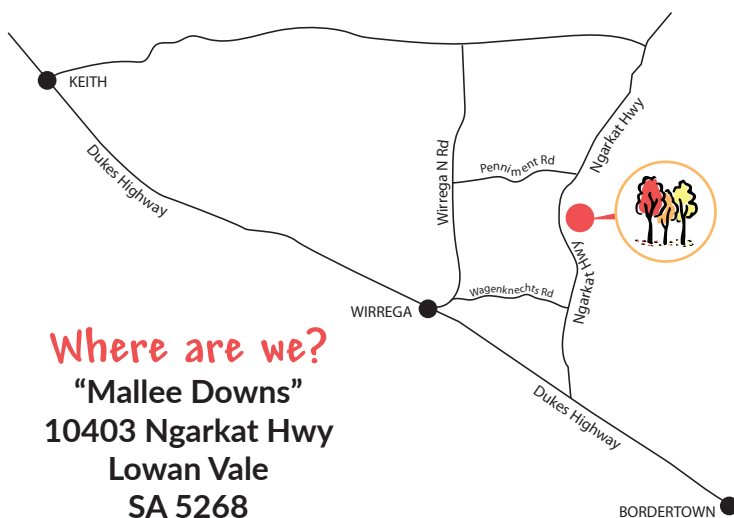 KEITH
Dukes Highway
Wirrega N Rd
Penniment Rd
Ngarkat Hwy
Ngarkat Hwy
Wagenknechts Rd
WIRREGA
Dukes Highway
BORDERTOWN
Where are we?
“Mallee Downs”
10403 Ngarkat Hwy
Lowan Vale
SA 5268